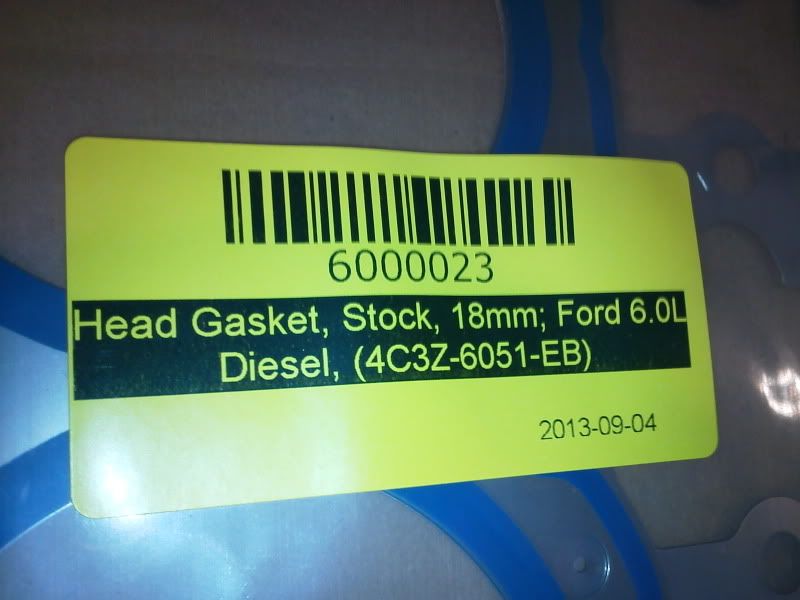 6000023
Head Gasket, Stock, 18mm; Ford 6.0L
Diesel, (4C3Z-6051-EB)
2013-09-04